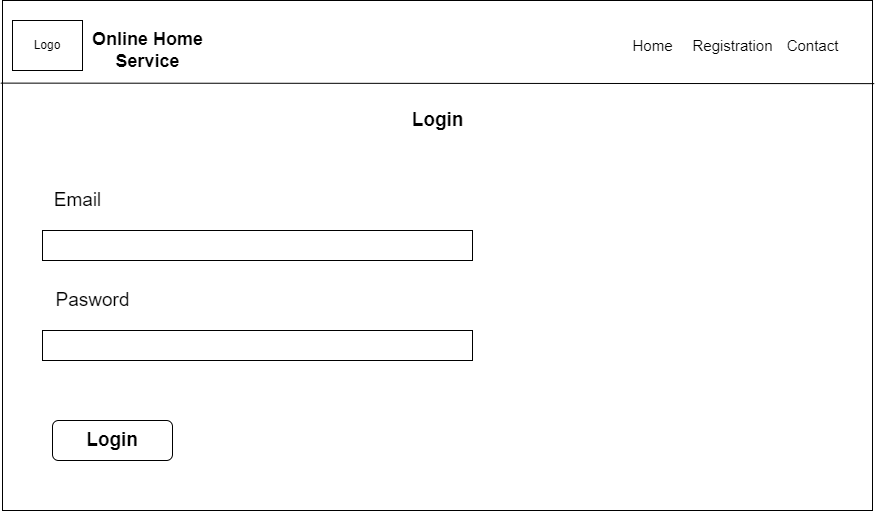 Logo
Online Home
Service
Home Registration Contact
Login
Email
Pasword
Login